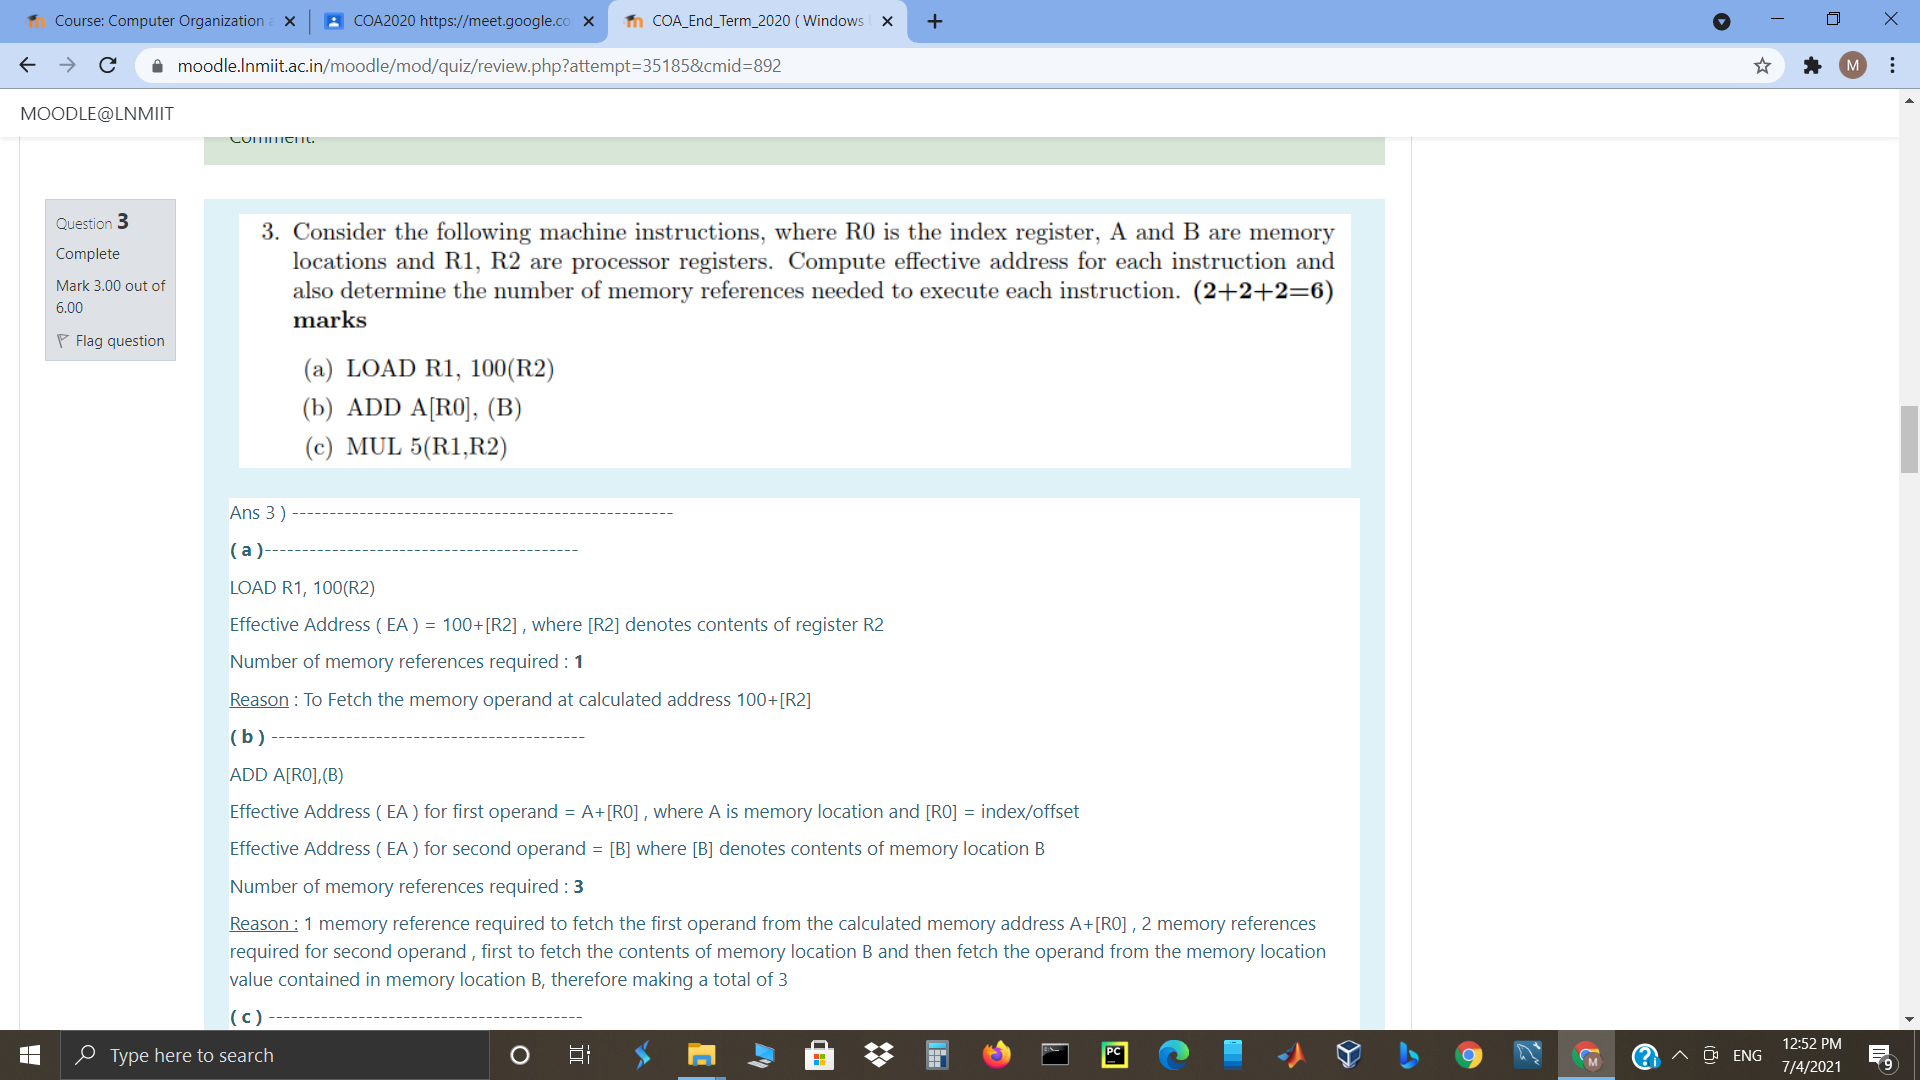 Course: Computer Organization a
COA2020 https://meet.google.co
COA_End_Term_2020 ( Windows
moodle.lnmiit.ac.in/moodle/mod/quiz/review.php?attempt=35185&cmid=892
M
MOODLE@LNMIIT
Comment:
Question 3
Complete
Mark 3.00 out of
6.00
Flag question
3. Consider the following machine instructions, where R0 is the index register, A and B are memory
locations and R1, R2 are processor registers. Compute effective address for each instruction and
also determine the number of memory references needed to execute each instruction. (2+2+2=6)
marks
(a) LOAD R1, 100(R2)
(b) ADD A[R0], (B)
(c) MUL 5(R1,R2)
Ans 3 ) ---------------------------------------------------
( a )------------------------------------------
LOAD R1, 100(R2)
Effective Address ( EA ) = 100+[R2] , where [R2] denotes contents of register R2
Number of memory references required : 1
Reason : To Fetch the memory operand at calculated address 100+[R2]
( b ) ------------------------------------------
ADD A[R0],(B)
Effective Address ( EA ) for first operand = A+[R0] , where A is memory location and [R0] = index/offset
Effective Address ( EA ) for second operand = [B] where [B] denotes contents of memory location B
Number of memory references required : 3
Reason : 1 memory reference required to fetch the first operand from the calculated memory address A+[R0] , 2 memory references
required for second operand , first to fetch the contents of memory location B and then fetch the operand from the memory location
value contained in memory location B, therefore making a total of 3
( c ) ------------------------------------------
Type here to search
PC
M
ENG
12:52 PM
7/4/2021
9